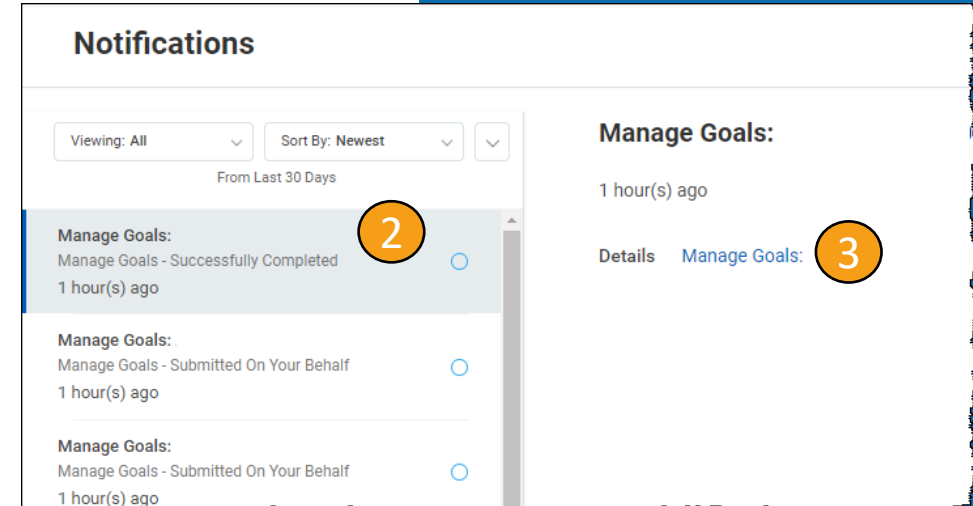 Notifications
Viewing: All
Sort By: Newest
From Last 30 Days
Manage Goals:
Manage Goals - Successfully Completed
1 hour(s) ago
2
Manage Goals:
Manage Goals - Submitted On Your Behalf
1 hour(s) ago
Manage Goals:
Manage Goals - Submitted On Your Behalf
1 hour(s) ago
Manage Goals:
1 hour(s) ago
Details Manage Goals:
3